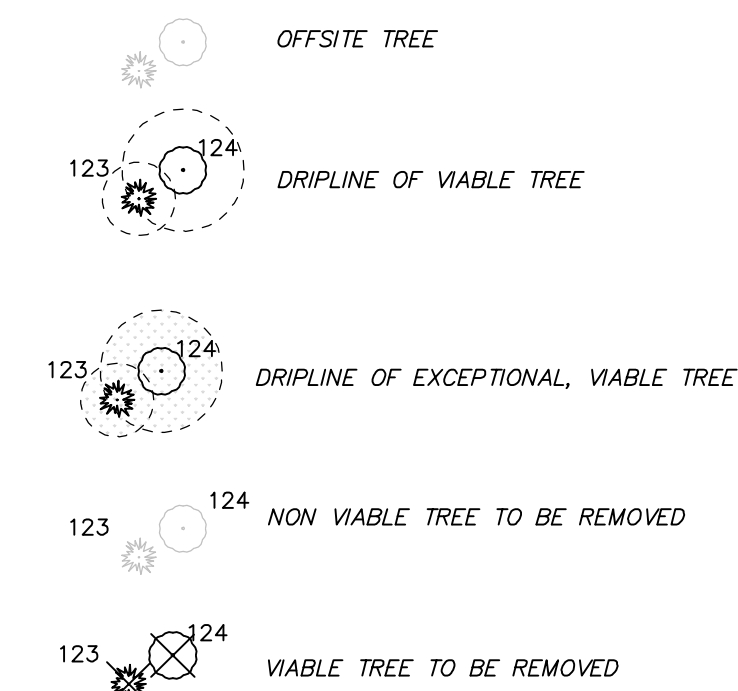 OFFSITE TREE
124
123
DRIPLINE OF VIABLE TREE
124
123
DRIPLINE OF EXCEPTIONAL, VIABLE TREE
124
123
NON VIABLE TREE TO BE REMOVED
124
123
VIABLE TREE TO BE REMOVED